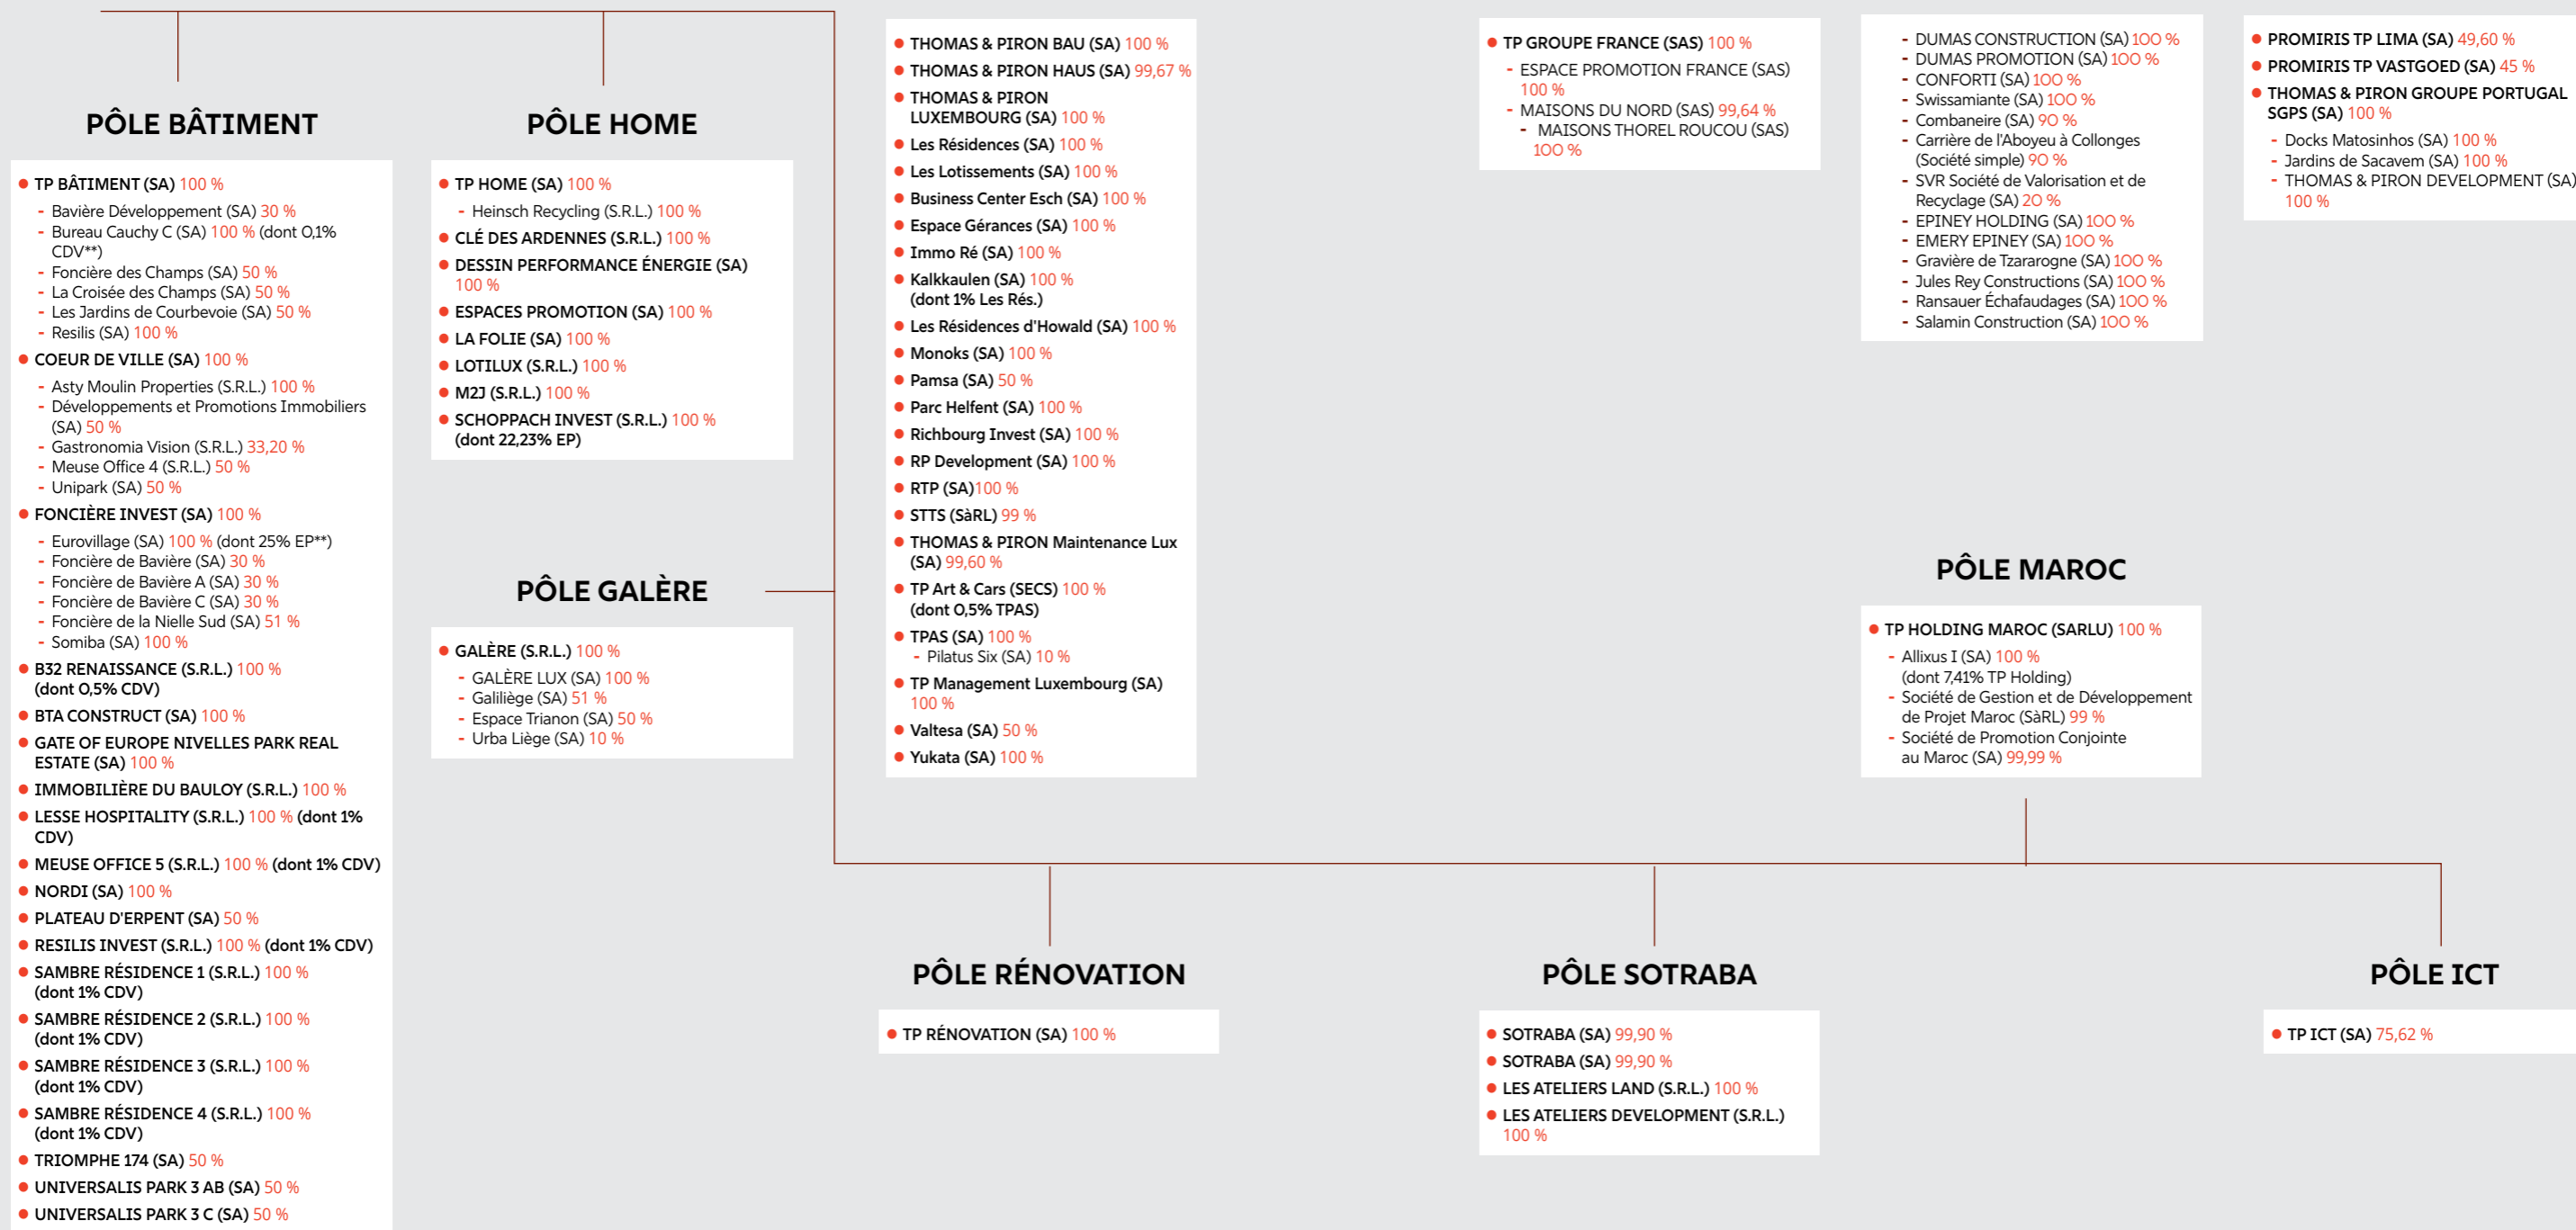 PÔLE BÂTIMENT
TP BÂTIMENT (SA) 100 %
- Bavière Développement (SA) 30 %
- Bureau Cauchy C (SA) 100 % (dont 0,1%
CDV**)
- Foncière des Champs (SA) 50 %
- La Croisée des Champs (SA) 50 %
- Les Jardins de Courbevoie (SA) 50 %
- Resilis (SA) 100 %
COEUR DE VILLE (SA) 100 %
- Asty Moulin Properties (S.R.L.) 100 %
- Développements et Promotions Immobiliers
(SA) 50 %
- Gastronomia Vision (S.R.L.) 33,20 %
- Meuse Office 4 (S.R.L.) 50 %
- Unipark (SA) 50 %
FONCIÈRE INVEST (SA) 100 %
- Eurovillage (SA) 100 % (dont 25% EP**)
- Foncière de Bavière (SA) 30 %
- Foncière de Bavière A (SA) 30 %
- Foncière de Bavière C (SA) 30 %
- Foncière de la Nielle Sud (SA) 51 %
- Somiba (SA) 100 %
B32 RENAISSANCE (S.R.L.) 100 %
(dont 0,5% CDV)
BTA CONSTRUCT (SA) 100 %
GATE OF EUROPE NIVELLES PARK REAL
ESTATE (SA) 100 %
IMMOBILIÈRE DU BAULOY (S.R.L.) 100 %
LESSE HOSPITALITY (S.R.L.) 100 % (dont 1%
CDV)
MEUSE OFFICE 5 (S.R.L.) 100 % (dont 1% CDV)
NORDI (SA) 100 %
PLATEAU D'ERPENT (SA) 50 %
RESILIS INVEST (S.R.L.) 100 % (dont 1% CDV)
SAMBRE RÉSIDENCE 1 (S.R.L.) 100 %
(dont 1% CDV)
SAMBRE RÉSIDENCE 2 (S.R.L.) 100 %
(dont 1% CDV)
SAMBRE RÉSIDENCE 3 (S.R.L.) 100 %
(dont 1% CDV)
SAMBRE RÉSIDENCE 4 (S.R.L.) 100 %
(dont 1% CDV)
TRIOMPHE 174 (SA) 50 %
UNIVERSALIS PARK 3 AB (SA) 50 %
UNIVERSALIS PARK 3 C (SA) 50 %
PÔLE HOME
TP HOME (SA) 100 %
- Heinsch Recycling (S.R.L.) 100 %
CLÉ DES ARDENNES (S.R.L.) 100 %
DESSIN PERFORMANCE ÉNERGIE (SA)
100 %
ESPACES PROMOTION (SA) 100 %
LA FOLIE (SA) 100 %
LOTILUX (S.R.L.) 100 %
M2J (S.R.L.) 100 %
SCHOPPACH INVEST (S.R.L.) 100 %
(dont 22,23% EP)
PÔLE GALÈRE
GALÈRE (S.R.L.) 100 %
- GALÈRE LUX (SA) 100 %
- Galiliège (SA) 51 %
- Espace Trianon (SA) 50 %
- Urba Liège (SA) 10 %
THOMAS & PIRON BAU (SA) 100 %
THOMAS & PIRON HAUS (SA) 99,67 %
THOMAS & PIRON
LUXEMBOURG (SA) 100 %
Les Résidences (SA) 100 %
Les Lotissements (SA) 100 %
Business Center Esch (SA) 100 %
Espace Gérances (SA) 100 %
Immo Ré (SA) 100 %
Kalkkaulen (SA) 100 %
(dont 1% Les Rés.)
Les Résidences d'Howald (SA) 100 %
Monoks (SA) 100 %
Pamsa (SA) 50 %
Parc Helfent (SA) 100 %
Richbourg Invest (SA) 100 %
RP Development (SA) 100 %
RTP (SA)100 %
STTS (SàRL) 99 %
THOMAS & PIRON Maintenance Lux
(SA) 99,60 %
TP Art & Cars (SECS) 100 %
(dont 0,5% TPAS)
TPAS (SA) 100 %
- Pilatus Six (SA) 10 %
TP Management Luxembourg (SA)
100 %
Valtesa (SA) 50 %
Yukata (SA) 100 %
TP GROUPE FRANCE (SAS) 100 %
- ESPACE PROMOTION FRANCE (SAS)
100 %
- MAISONS DU NORD (SAS) 99,64 %
- MAISONS THOREL ROUCOU (SAS)
100 %
- DUMAS CONSTRUCTION (SA) 100 %
- DUMAS PROMOTION (SA) 100 %
- CONFORTI (SA) 100 %
- Swissamiante (SA) 100 %
- Combaneire (SA) 90 %
- Carrière de l'Aboyeu à Collonges
(Société simple) 90 %
- SVR Société de Valorisation et de
Recyclage (SA) 20 %
- EPINEY HOLDING (SA) 100 %
- EMERY EPINEY (SA) 100 %
- Gravière de Tzararogne (SA) 100 %
- Jules Rey Constructions (SA) 100 %
- Ransauer Échafaudages (SA) 100 %
- Salamin Construction (SA) 100 %
PROMIRIS TP LIMA (SA) 49,60 %
PROMIRIS TP VASTGOED (SA) 45 %
THOMAS & PIRON GROUPE PORTUGAL
SGPS (SA) 100 %
- Docks Matosinhos (SA) 100 %
- Jardins de Sacavem (SA) 100 %
- THOMAS & PIRON DEVELOPMENT (SA)
100 %
PÔLE MAROC
TP HOLDING MAROC (SARLU) 100 %
- Allixus I (SA) 100 %
(dont 7,41% TP Holding)
- Société de Gestion et de Développement
de Projet Maroc (SàRL) 99 %
- Société de Promotion Conjointe
au Maroc (SA) 99,99 %
PÔLE RÉNOVATION
TP RÉNOVATION (SA) 100 %
PÔLE SOTRABA
SOTRABA (SA) 99,90 %
SOTRABA (SA) 99,90 %
LES ATELIERS LAND (S.R.L.) 100 %
LES ATELIERS DEVELOPMENT (S.R.L.)
100 %
PÔLE ICT
TP ICT (SA) 75,62 %